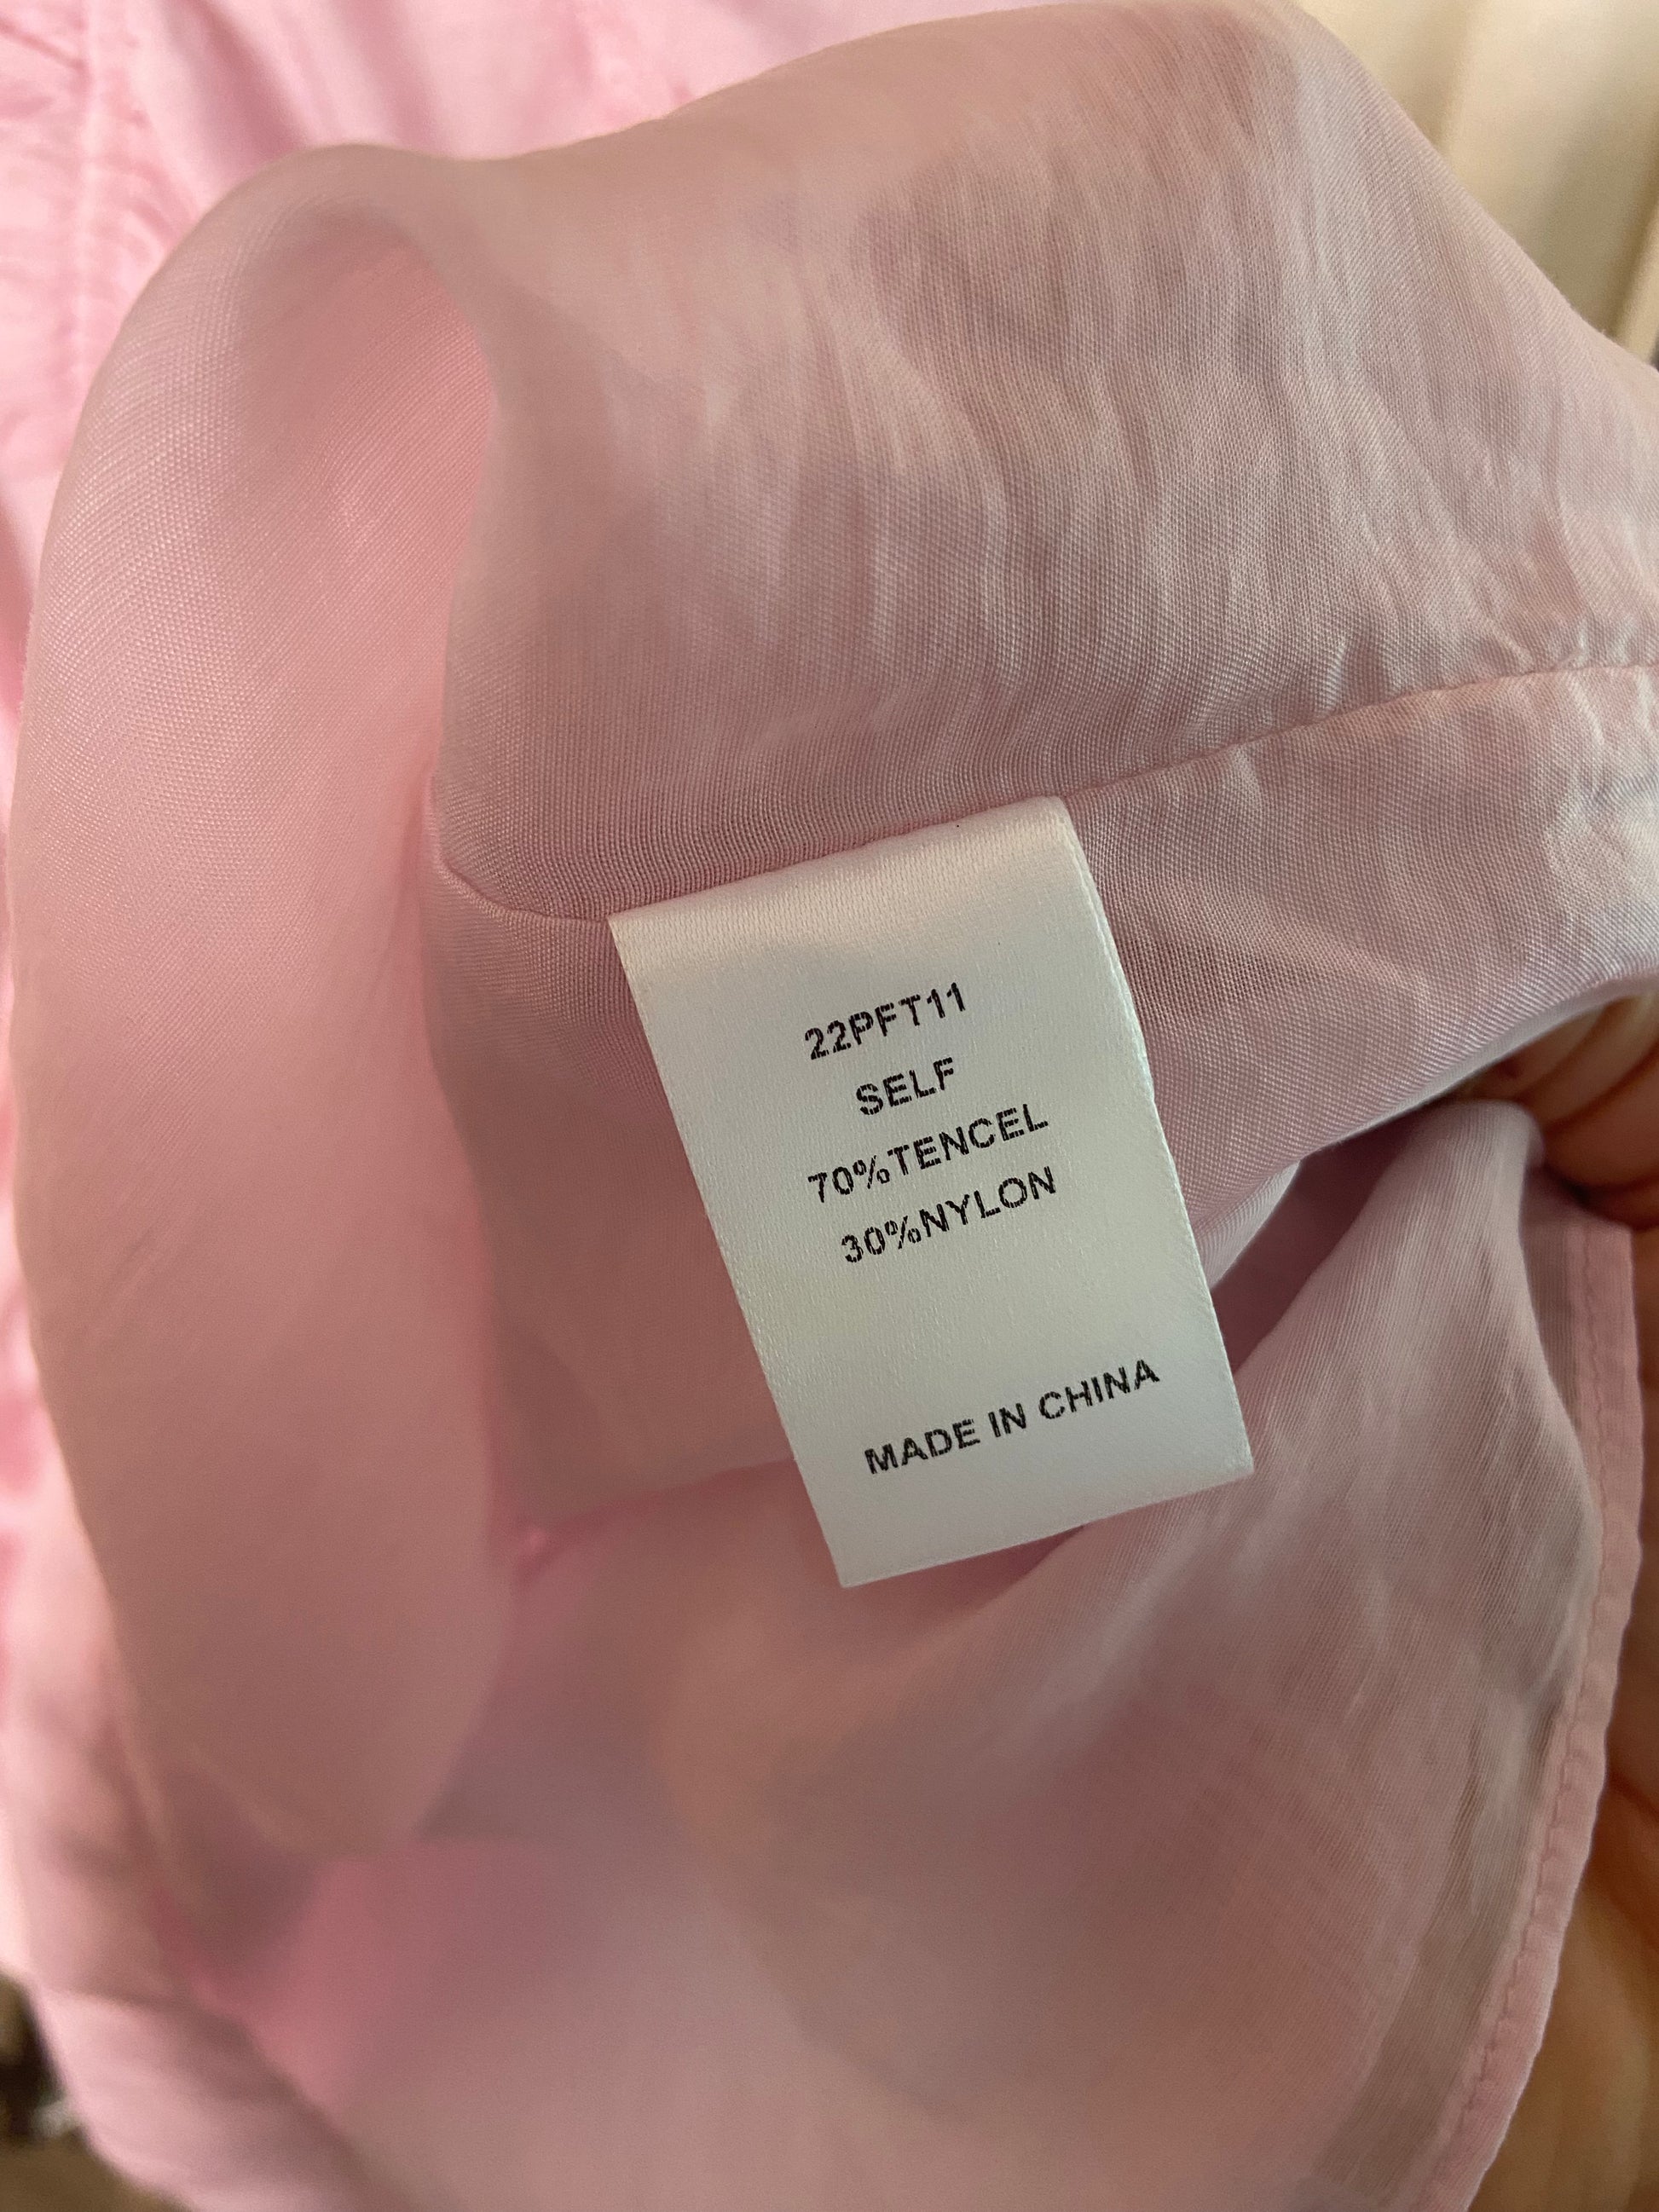 22PFT11
SELF
70%TENCEL
30%NYLON
MADE IN CHINA